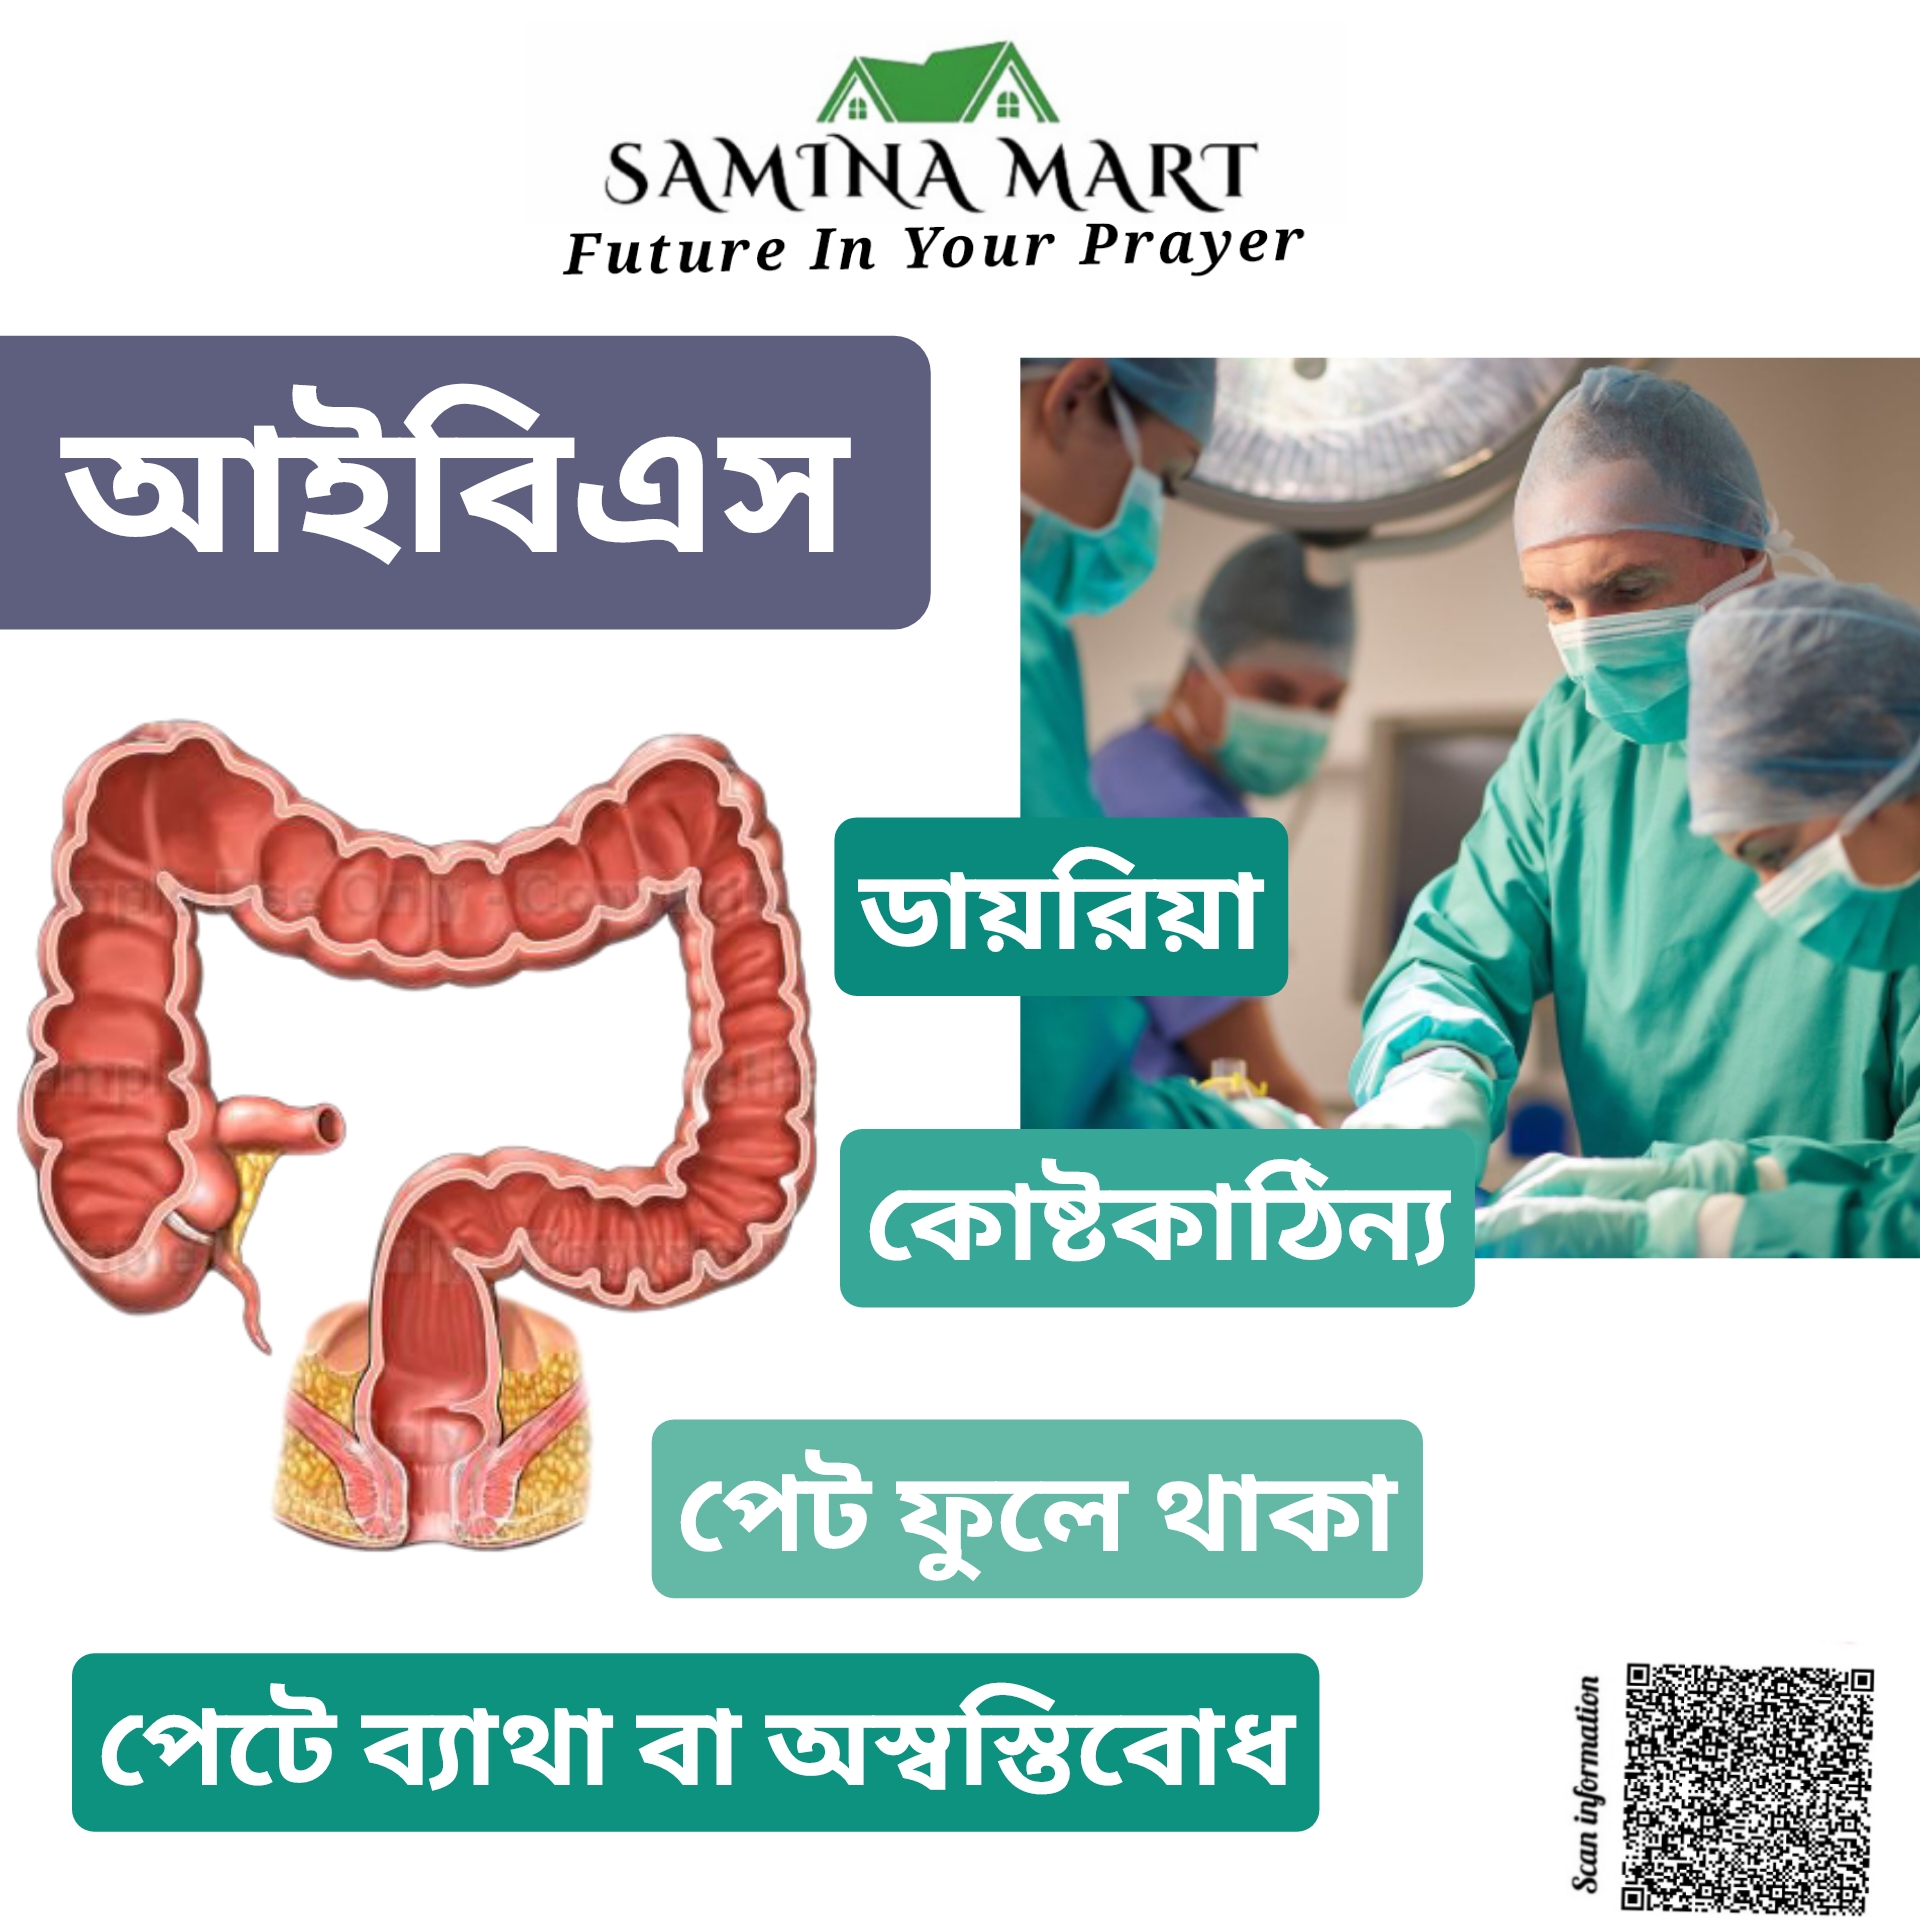 SAMINA MART
Future In Your Prayer
আইবিএস
ডায়রিয়া
কোষ্টকাঠিন্য
পেট ফুলে থাকা
পেটে ব্যাথা বা অস্বস্তিবোধ
Scan information